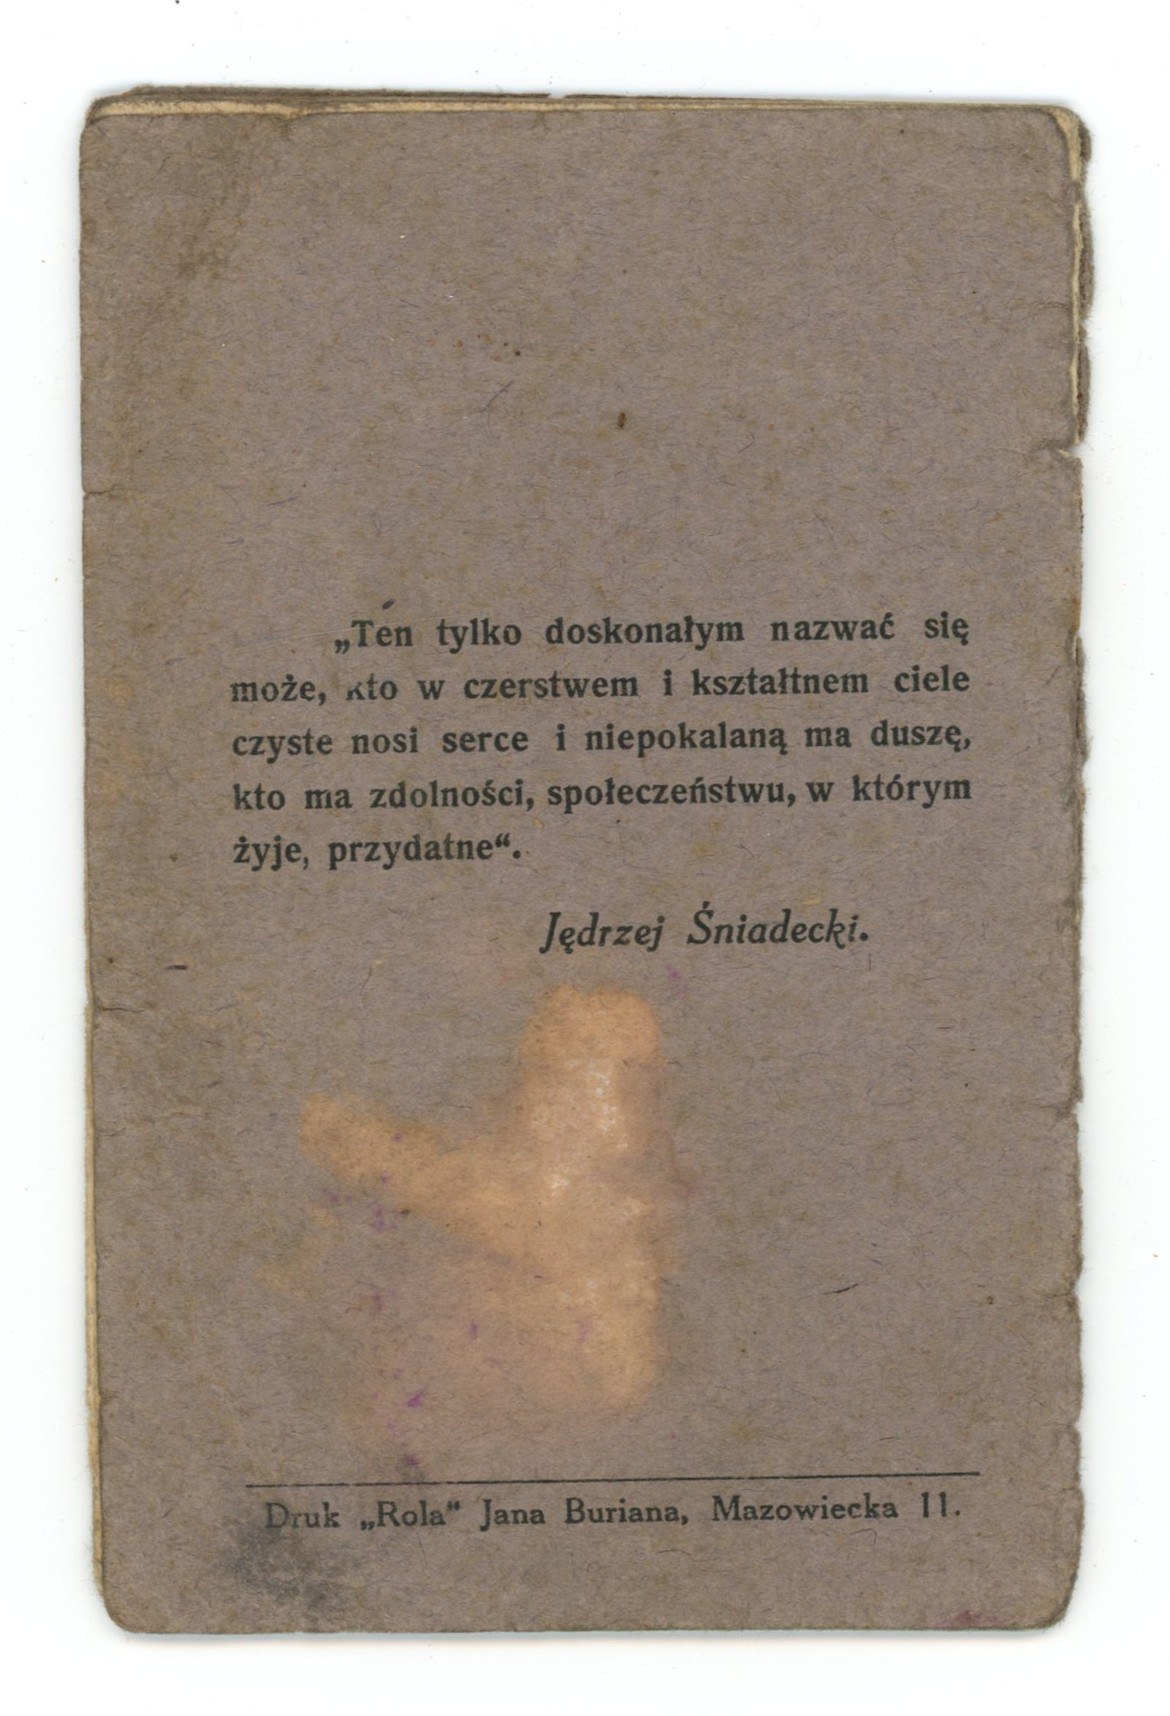 „Ten tylko doskonałym nazwać się
może, kto w czerstwem i kształtnem ciele
czyste nosi serce i niepokalaną ma duszę,
kto ma zdolności, społeczeństwu, w którym
żyje, przydatne“.
Jędrzej Śniadecki.
Druk „Rola“ Jana Buriana, Mazowiecka 11.